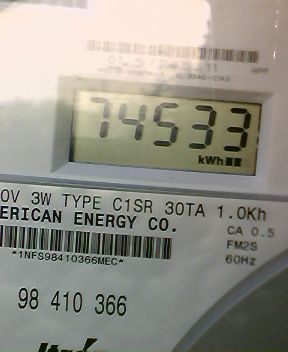 74533
kWh
0V 3W TYPE C1SR 30TA 1.0Kh
ERICAN ENERGY CO.
CA 0.5
FM2S
*1NFS98410366MEC*
60Hz
98 410 366